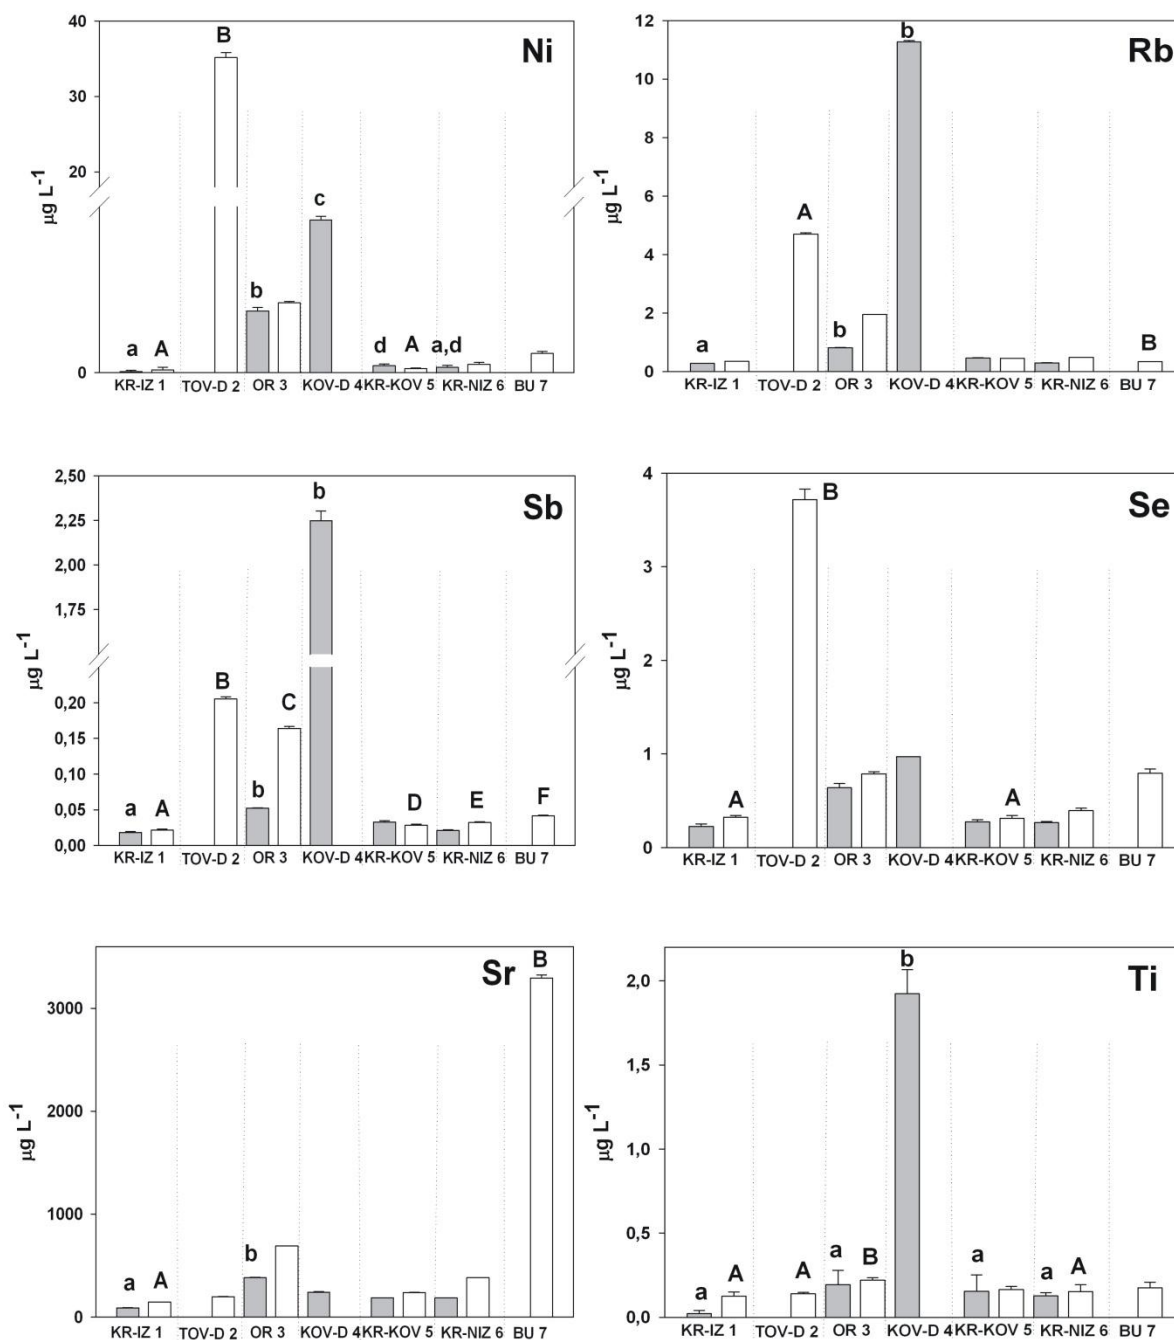 Ni
40
30
20
0
µg L-1
B
b
c
a
A
d
A
a,d
KR-IZ 1 TOV-D 2 OR 3 KOV-D 4 KR-KOV 5 KR-NIZ 6 BU 7
Rb
12
10
8
6
4
2
0
µg L-1
b
A
a
b
B
KR-IZ 1 TOV-D 2 OR 3 KOV-D 4 KR-KOV 5 KR-NIZ 6 BU 7
Sb
2,50
2,25
2,00
1,75
0,20
0,15
0,10
0,05
0,00
µg L-1
b
B
C
a
A
b
D
E
F
KR-IZ 1 TOV-D 2 OR 3 KOV-D 4 KR-KOV 5 KR-NIZ 6 BU 7
Se
4
3
2
1
0
µg L-1
B
A
A
KR-IZ 1 TOV-D 2 OR 3 KOV-D 4 KR-KOV 5 KR-NIZ 6 BU 7
Sr
3000
2000
1000
0
µg L-1
B
a
A
b
KR-IZ 1 TOV-D 2 OR 3 KOV-D 4 KR-KOV 5 KR-NIZ 6 BU 7
Ti
2,0
1,5
1,0
0,5
0,0
µg L-1
b
a
A
A
a
B
a
a
A
KR-IZ 1 TOV-D 2 OR 3 KOV-D 4 KR-KOV 5 KR-NIZ 6 BU 7